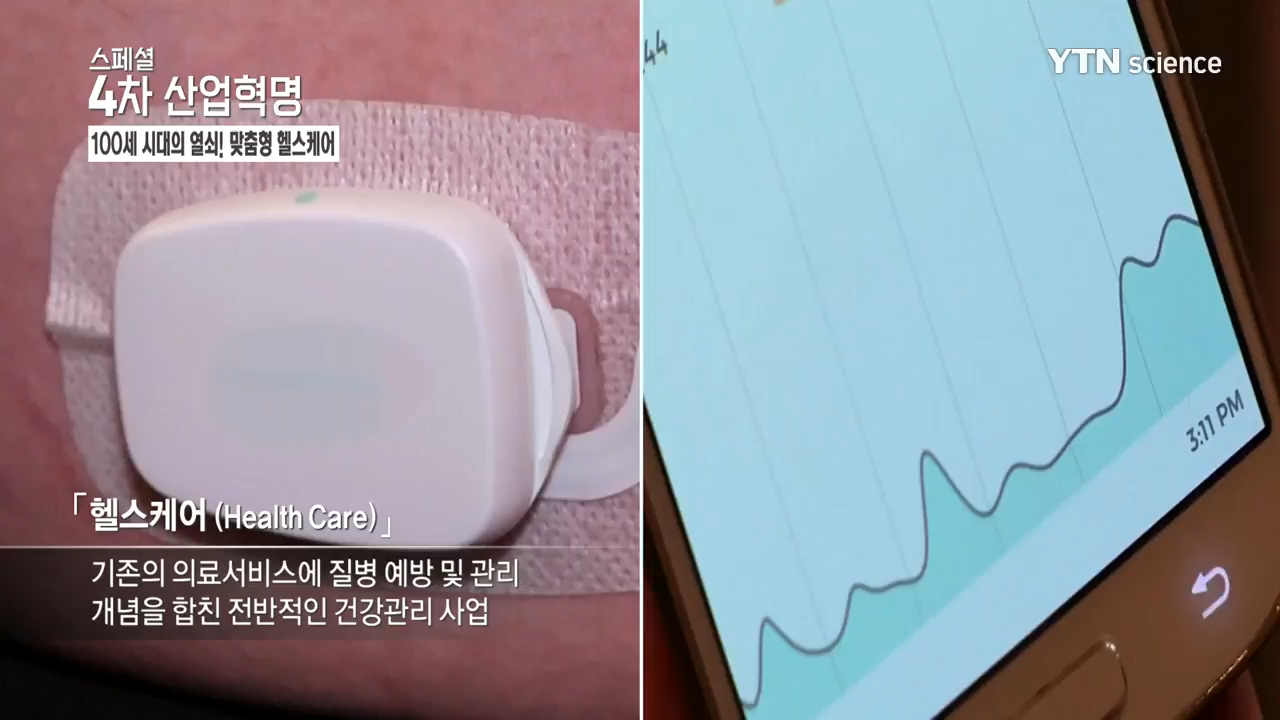 스페셜
4차 산업혁명
100세 시대의 열쇠! 맞춤형 헬스케어
YTN science
.44
3:11 PM
「헬스케어 (Health Care)」
기존의 의료서비스에 질병 예방 및 관리
개념을 합친 전반적인 건강관리 사업